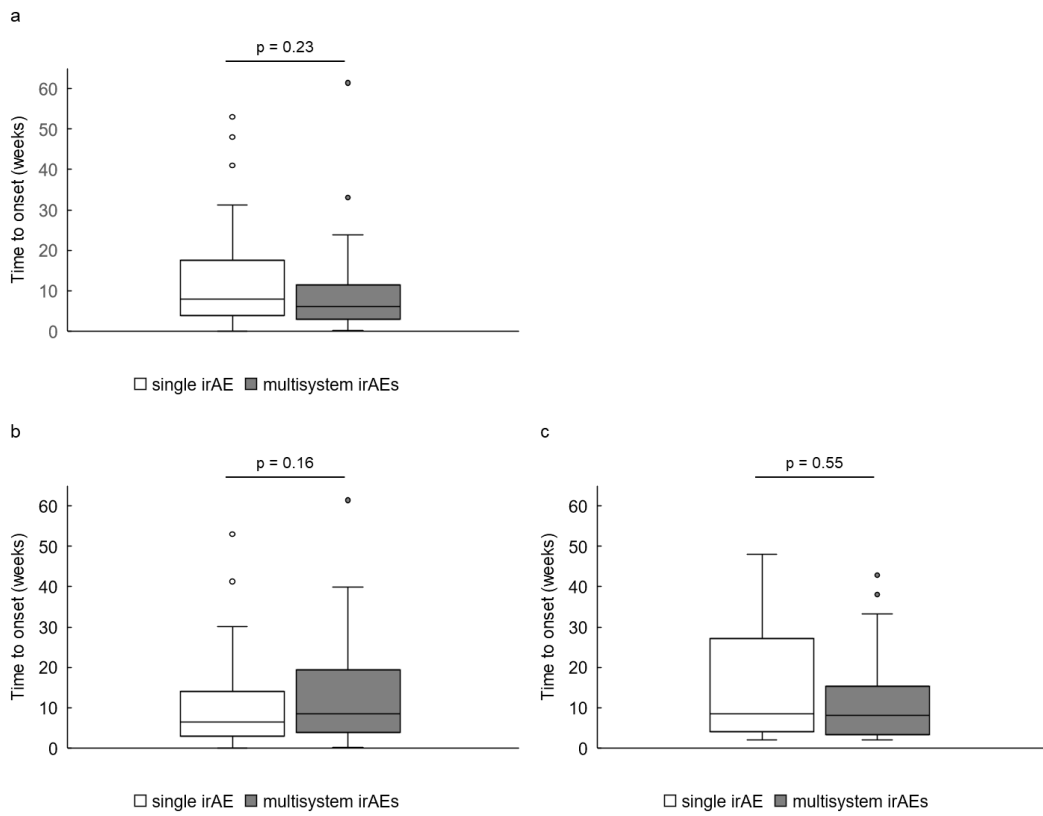 a
p = 0.23
Time to onset (weeks)
60
50
40
30
20
10
0
single irAE multisystem irAEs
b
p = 0.16
Time to onset (weeks)
60
50
40
30
20
10
0
single irAE multisystem irAEs
c
p = 0.55
Time to onset (weeks)
60
50
40
30
20
10
0
single irAE multisystem irAEs